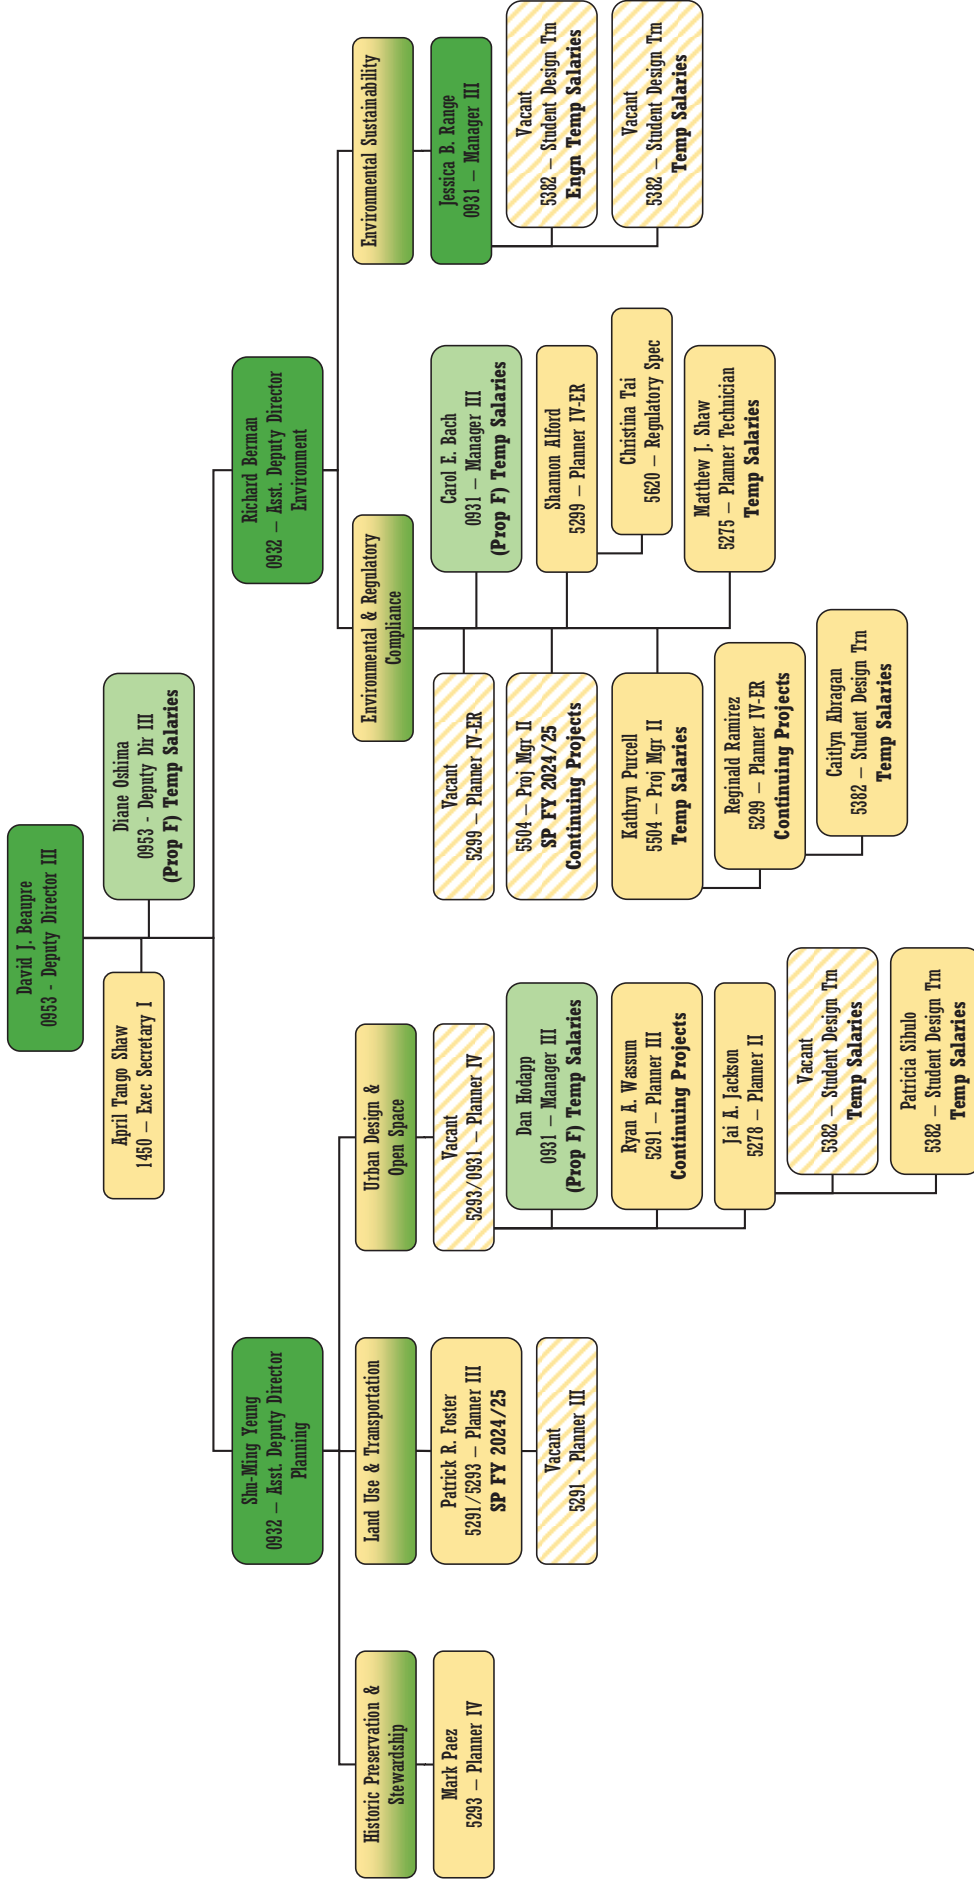 David J. Beaupre
0953 - Deputy Director III
April Tango Shaw
1450 – Exec Secretary I
Diane Oshima
0953 - Deputy Dir III
(Prop F) Temp Salaries
Shu-Ming Yeung
0932 – Asst. Deputy Director
Planning
Richard Berman
0932 – Asst. Deputy Director
Environment
Historic Preservation &
Stewardship
Mark Paez
5293 – Planner IV
Land Use & Transportation
Patrick R. Foster
5291/5293 – Planner III
SP FY 2024/25
Vacant
5291 - Planner III
Urban Design &
Open Space
Vacant
5293/0931 – Planner IV
Dan Hodapp
0931 – Manager III
(Prop F) Temp Salaries
Ryan A. Wassum
5291 – Planner III
Continuing Projects
Jai A. Jackson
5278 – Planner II
Vacant
5382 – Student Design Trn
Temp Salaries
Patricia Sibulo
5382 – Student Design Trn
Temp Salaries
Environmental & Regulatory
Compliance
Vacant
5299 – Planner IV-ER
5504 – Proj Mgr II
SP FY 2024/25
Continuing Projects
Kathryn Purcell
5504 – Proj Mgr II
Temp Salaries
Reginald Ramirez
5299 – Planner IV-ER
Continuing Projects
Caitlyn Abragan
5382 – Student Design Trn
Temp Salaries
Carol E. Bach
0931 – Manager III
(Prop F) Temp Salaries
Shannon Alford
5299 – Planner IV-ER
Christina Tai
5620 – Regulatory Spec
Matthew J. Shaw
5275 – Planner Technician
Temp Salaries
Environmental Sustainability
Jessica B. Range
0931 – Manager III
Vacant
5382 – Student Design Trn
Engn Temp Salaries
Vacant
5382 – Student Design Trn
Temp Salaries